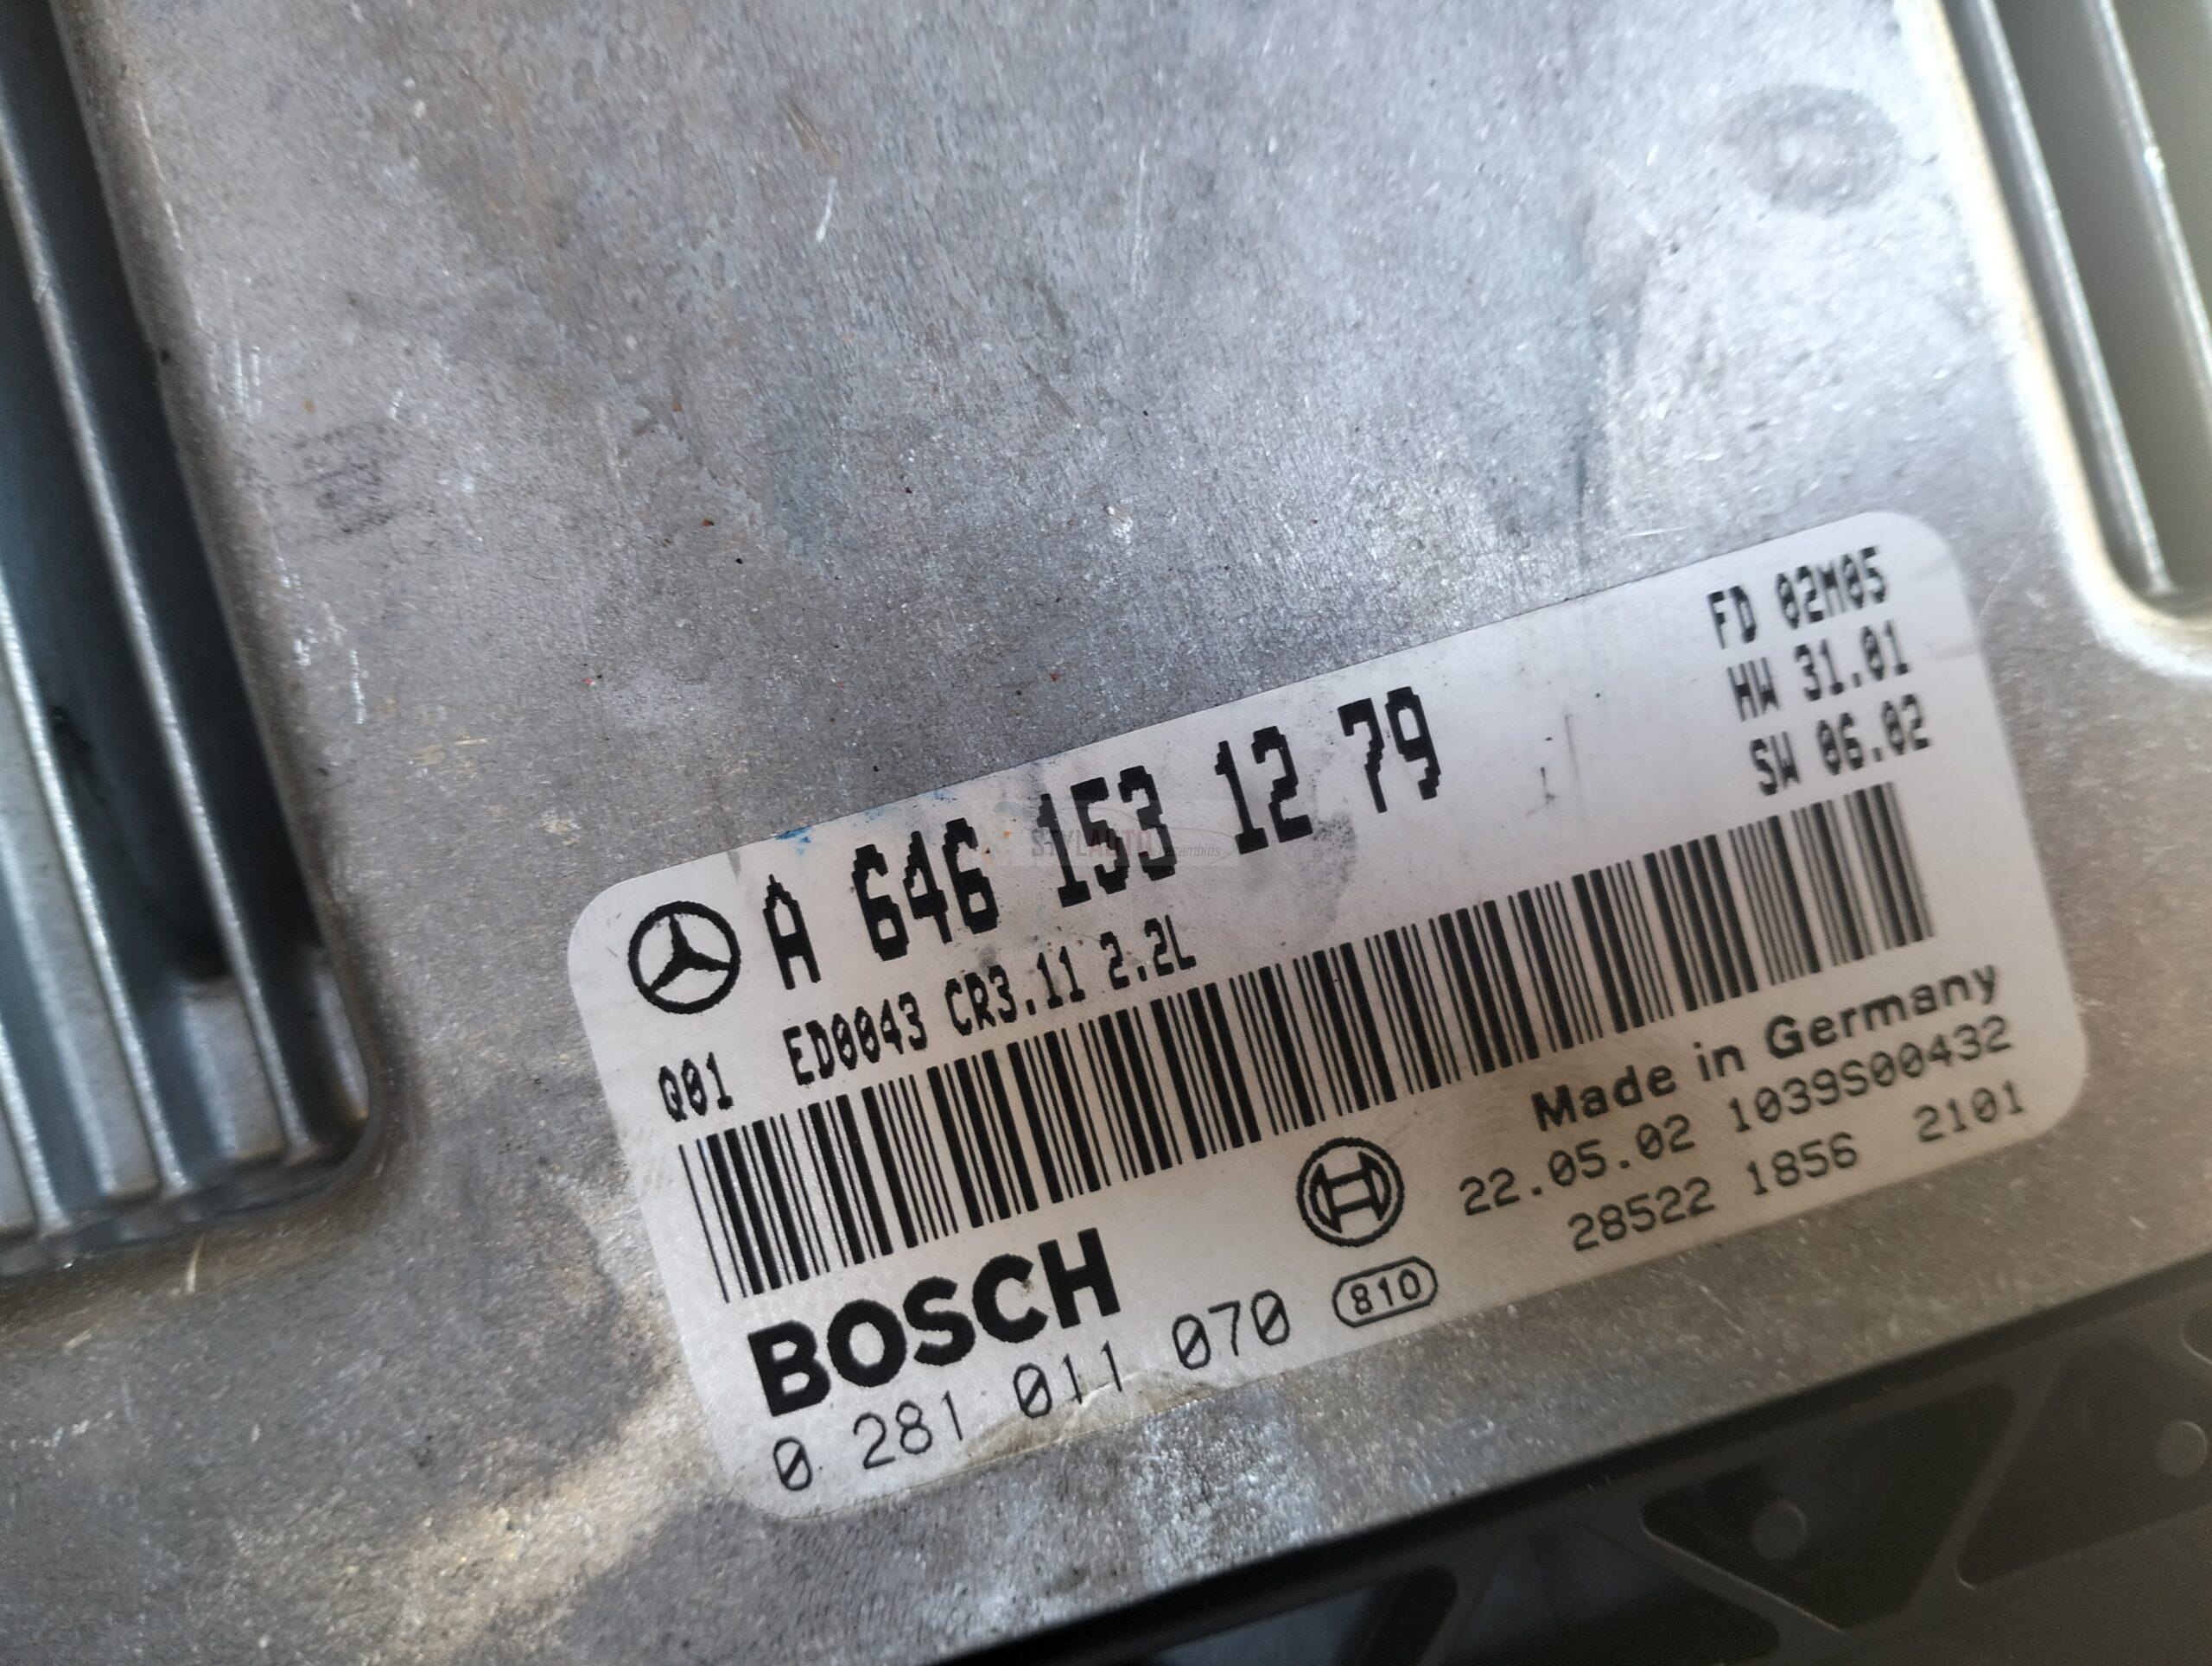 A 646 153 12 79
FD 02M05
HW 31.01
SW 06.02
Q01 ED0043 CR3.11 2.2L
Made in Germany
22.05.02 1039S00432
28522 1856 2101
BOSCH
0 281 011 070 810
STYLAUTO